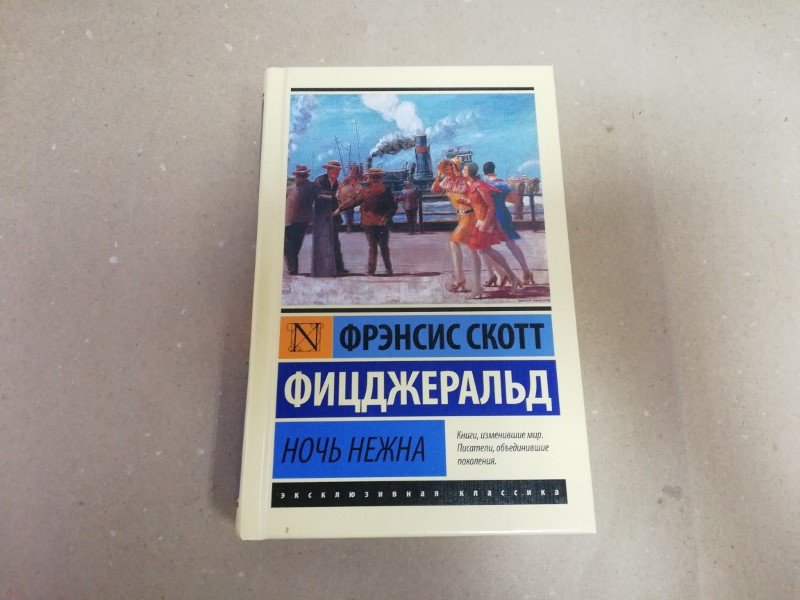 N
ФРЭНСИС СКОТТ
ФИЦДЖЕРАЛЬД
НОЧЬ НЕЖНА
Книги, изменившие мир.
Писатели, объединившие
поколения.
эксклюзивная классика